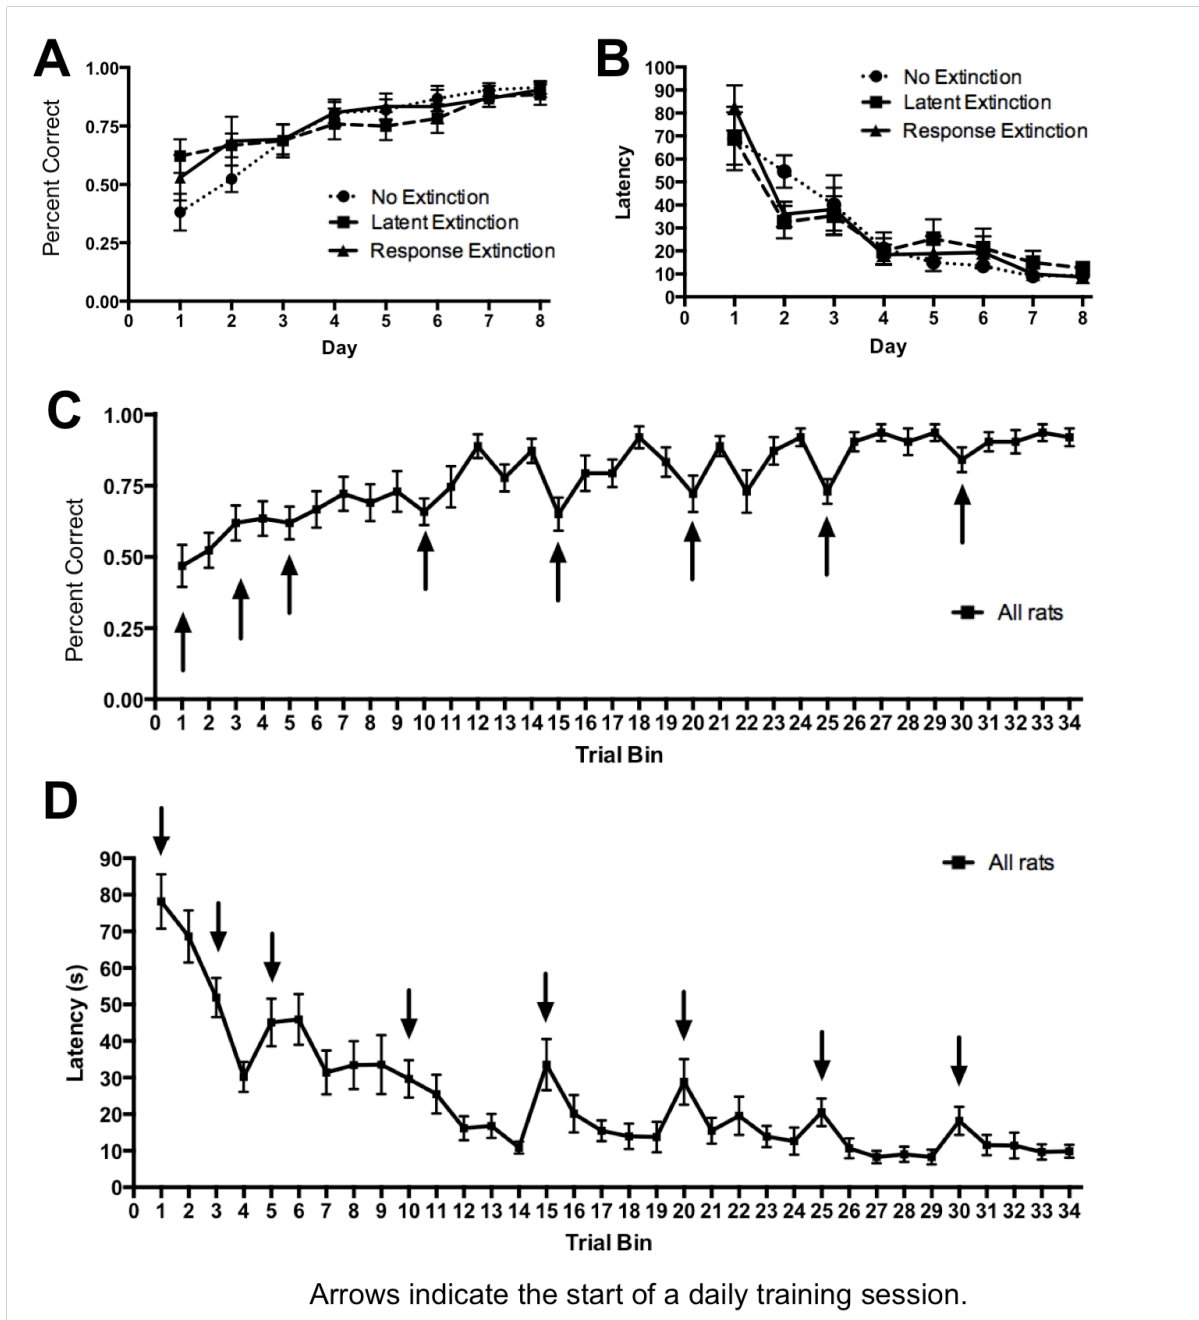 A
1.00
0.75
0.50
0.25
0.00
Percent Correct
No Extinction
Latent Extinction
Response Extinction
0 1 2 3 4 5 6 7 8
Day
B
100
90
80
70
60
50
40
30
20
10
0
Latency
No Extinction
Latent Extinction
Response Extinction
0 1 2 3 4 5 6 7 8
Day
C
1.00
0.75
0.50
0.25
0.00
Percent Correct
All rats
0 1 2 3 4 5 6 7 8 9 10 11 12 13 14 15 16 17 18 19 20 21 22 23 24 25 26 27 28 29 30 31 32 33 34
Trial Bin
D
90
80
70
60
50
40
30
20
10
0
Latency (s)
All rats
0 1 2 3 4 5 6 7 8 9 10 11 12 13 14 15 16 17 18 19 20 21 22 23 24 25 26 27 28 29 30 31 32 33 34
Trial Bin
Arrows indicate the start of a daily training session.